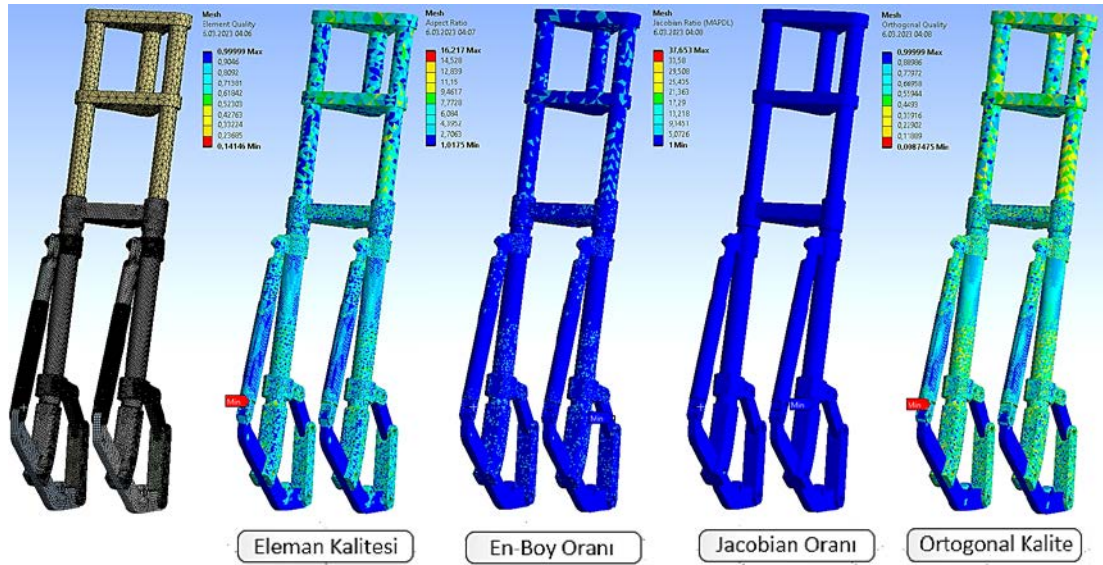 Mesh
Element Quality
6.03.2023 04:06
0,99999 Max
0,9046
0,8092
0,71381
0,61842
0,52303
0,42763
0,33224
0,23685
0,14146 Min
Min
Mesh
Aspect Ratio
6.03.2023 04:07
16,217 Max
14,528
12,839
11,15
9,4617
7,7728
6,084
4,3952
2,7063
1,0175 Min
Min
Mesh
Jacobian Ratio (MAPDL)
6.03.2023 04:08
37,653 Max
33,58
29,508
25,435
21,363
17,29
13,218
9,1451
5,0726
1 Min
Min
Mesh
Orthogonal Quality
6.03.2023 04:08
0,99999 Max
0,88986
0,77972
0,66958
0,55944
0,4493
0,33916
0,22902
0,11889
0,0087475 Min
Min
Eleman Kalitesi
En-Boy Oranı
Jacobian Oranı
Ortogonal Kalite